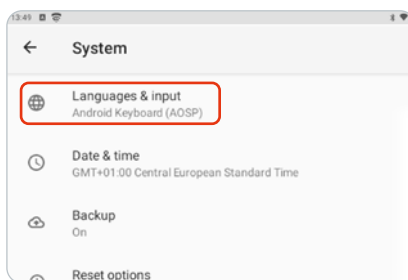 13:49
System
Languages & input
Android Keyboard (AOSP)
Date & time
GMT+01:00 Central European Standard Time
Backup
On
Reset options